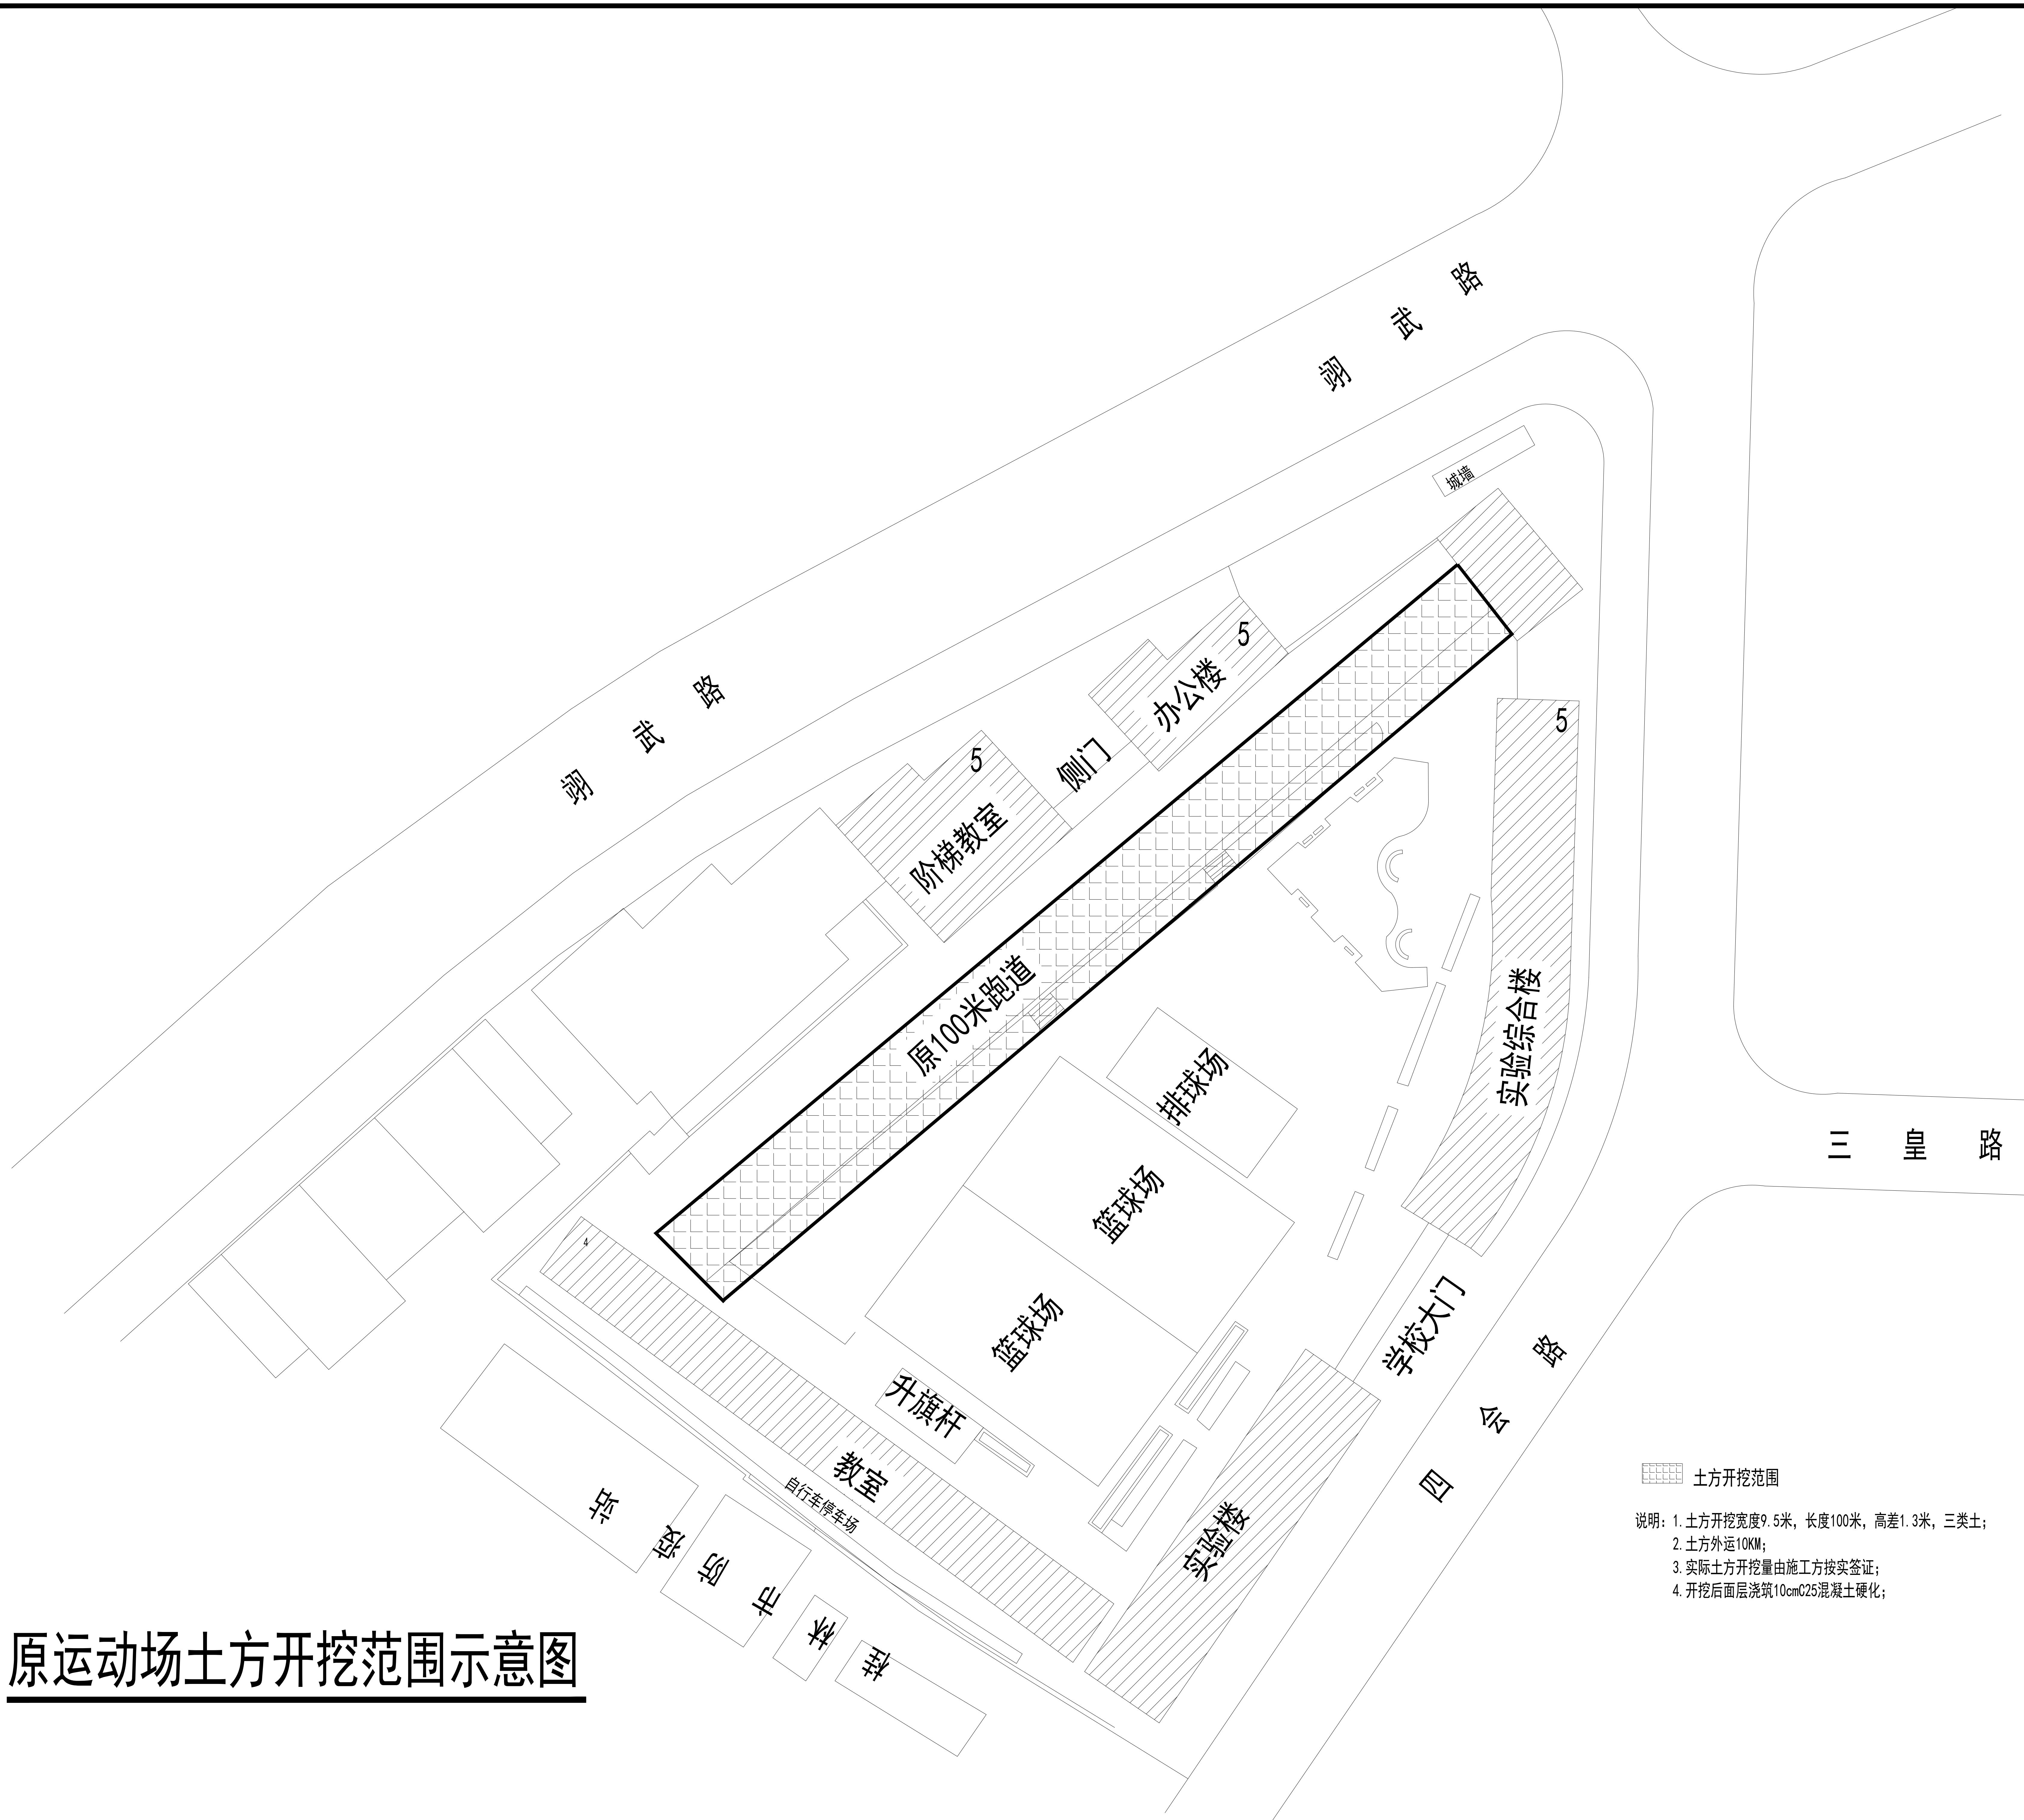 翊武路
翊武路
城墙
5
办公楼
5
侧门
5
阶梯教室
原100米跑道
实验综合楼
排球场
篮球场
篮球场
三皇路
4
学校大门
升旗杆
四会路
教室
自行车停车场
实验楼
桂林市防疫站
土方开挖范围
说明：1.土方开挖宽度9.5米，长度100米，高差1.3米，三类土；
2.土方外运10KM；
3.实际土方开挖量由施工方按实签证；
4.开挖后面层浇筑10cmC25混凝土硬化；
原运动场土方开挖范围示意图